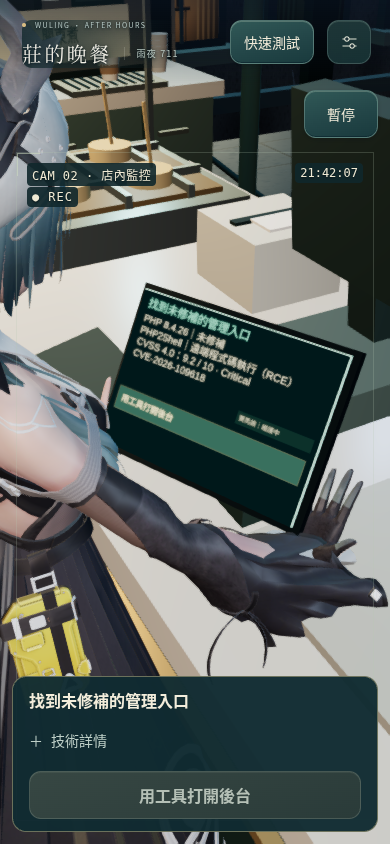 WULING · AFTER HOURS
莊的晚餐
雨夜 711
快速測試
暫停
CAM 02 · 店內監控
21:42:07
● REC
找到未修補的管理入口
PHP 8.4.26｜未修補
PHP2Shell｜遠端程式碼執行（RCE）
CVSS 4.0：9.2 / 10 · Critical
CVE-2026-109618
用工具打開後台
找到未修補的管理入口
＋ 技術詳情
用工具打開後台